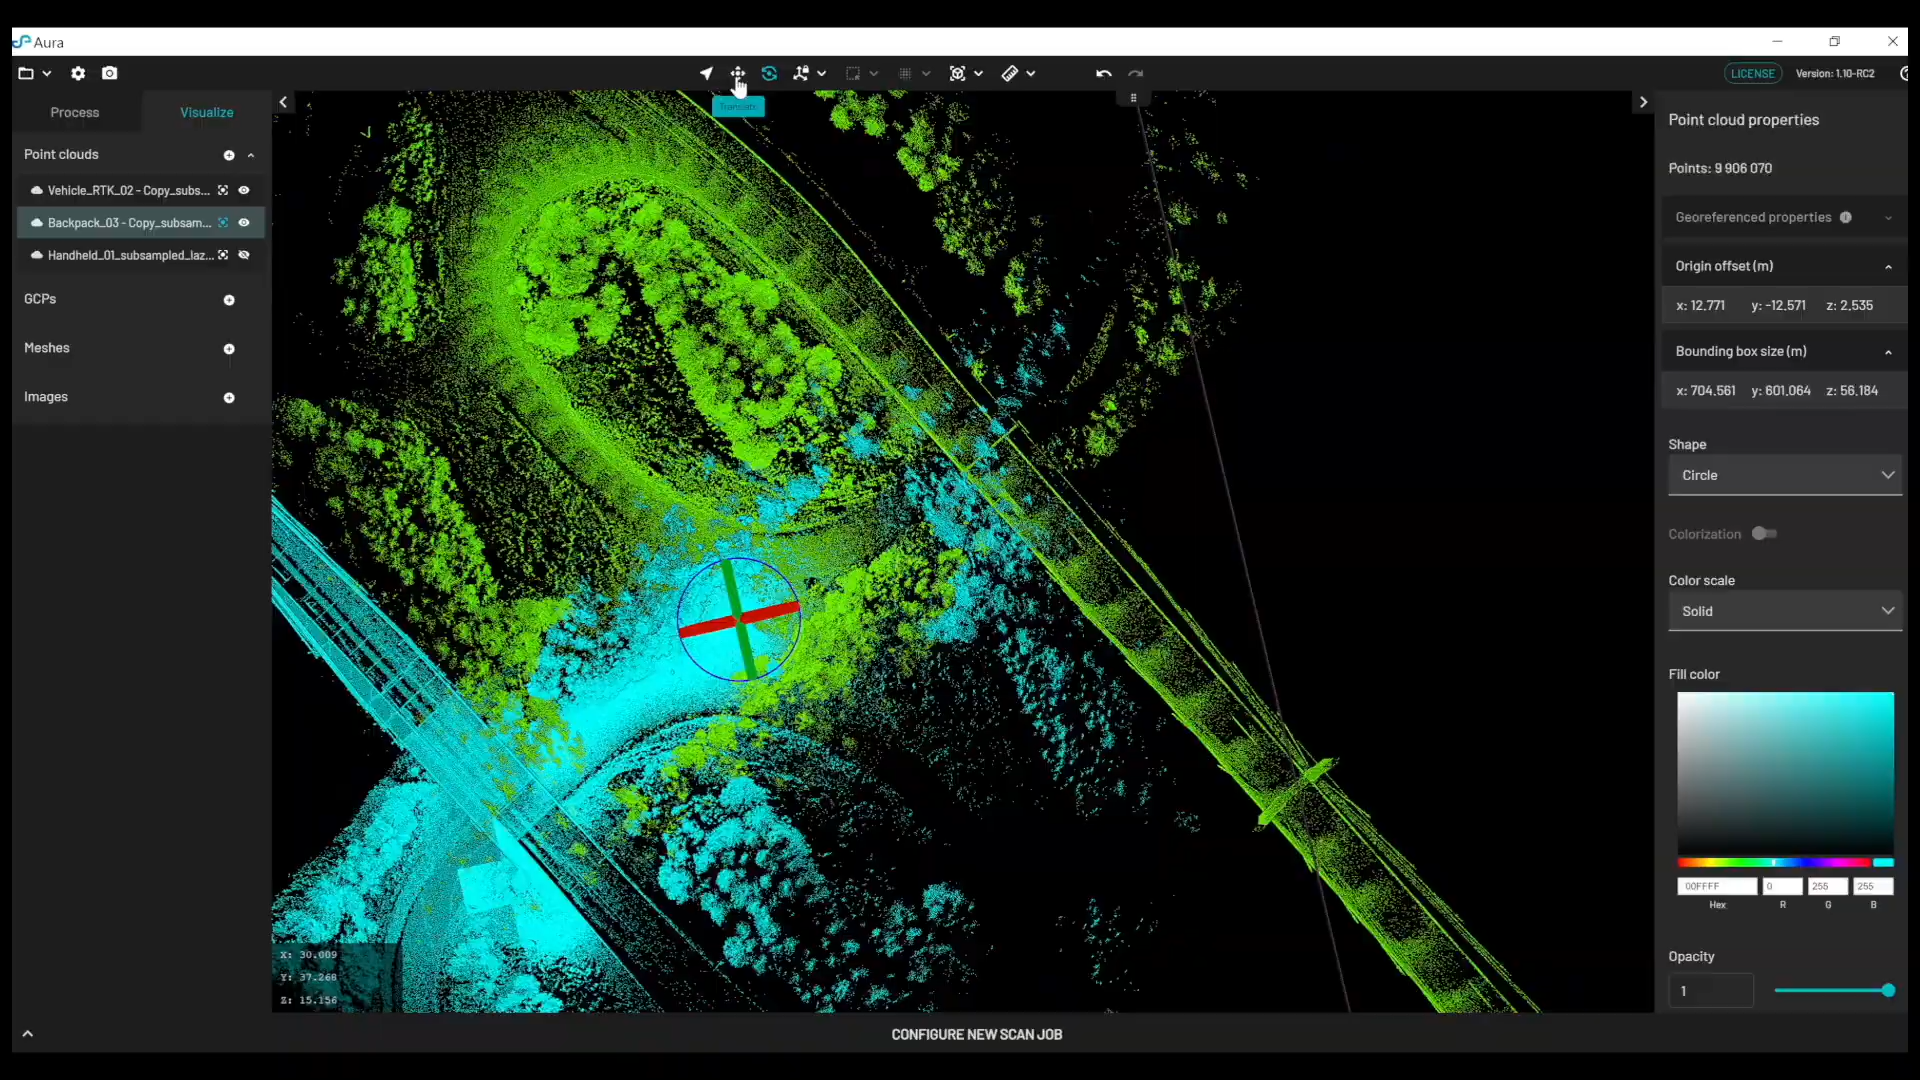 Aura
LICENSE
Version: 1.10-RC2
Process
Visualize
Translate
Point clouds
Vehicle_RTK_02 - Copy_subs...
Backpack_03 - Copy_subsam...
Handheld_01_subsampled_laz...
GCPs
Meshes
Images
Point cloud properties
Points: 9 906 070
Georeferenced properties
Origin offset (m)
x: 12.771 y: -12.571 z: 2.535
Bounding box size (m)
x: 704.561 y: 601.064 z: 56.184
Shape
Circle
Colorization
Color scale
Solid
Fill color
00FFFF 0 255 255
Hex R G B
Opacity
1
X: 30.009
Y: 37.268
Z: 15.156
CONFIGURE NEW SCAN JOB